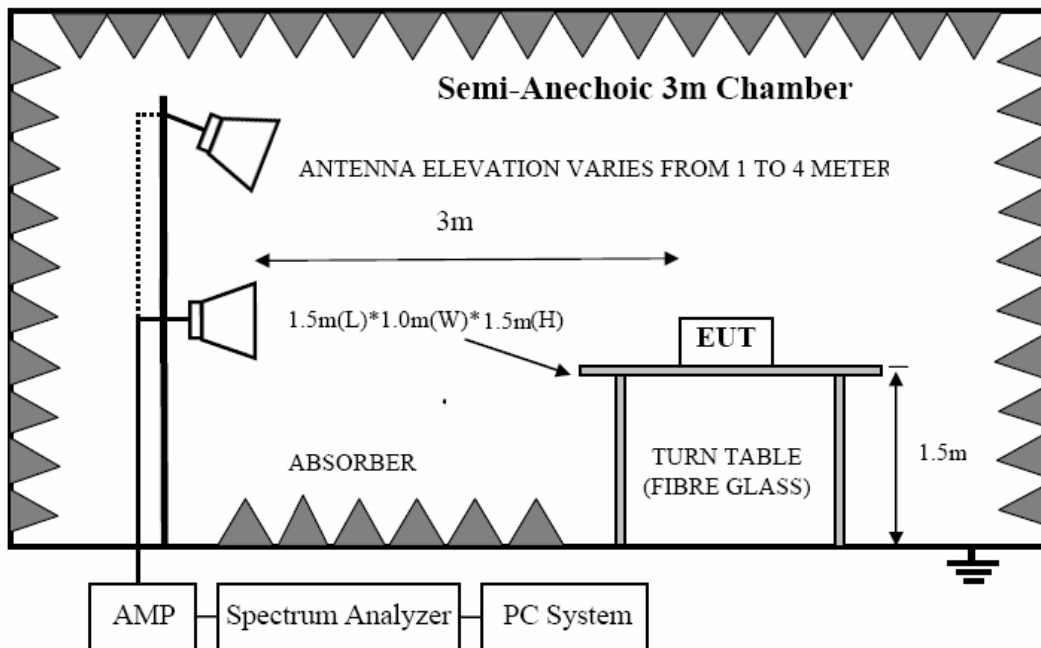 Semi-Anechoic 3m Chamber
ANTENNA ELEVATION VARIES FROM 1 TO 4 METER
3m
1.5m(L)*1.0m(W)*1.5m(H)
EUT
ABSORBER
TURN TABLE
(FIBRE GLASS)
1.5m
AMP
Spectrum Analyzer
PC System